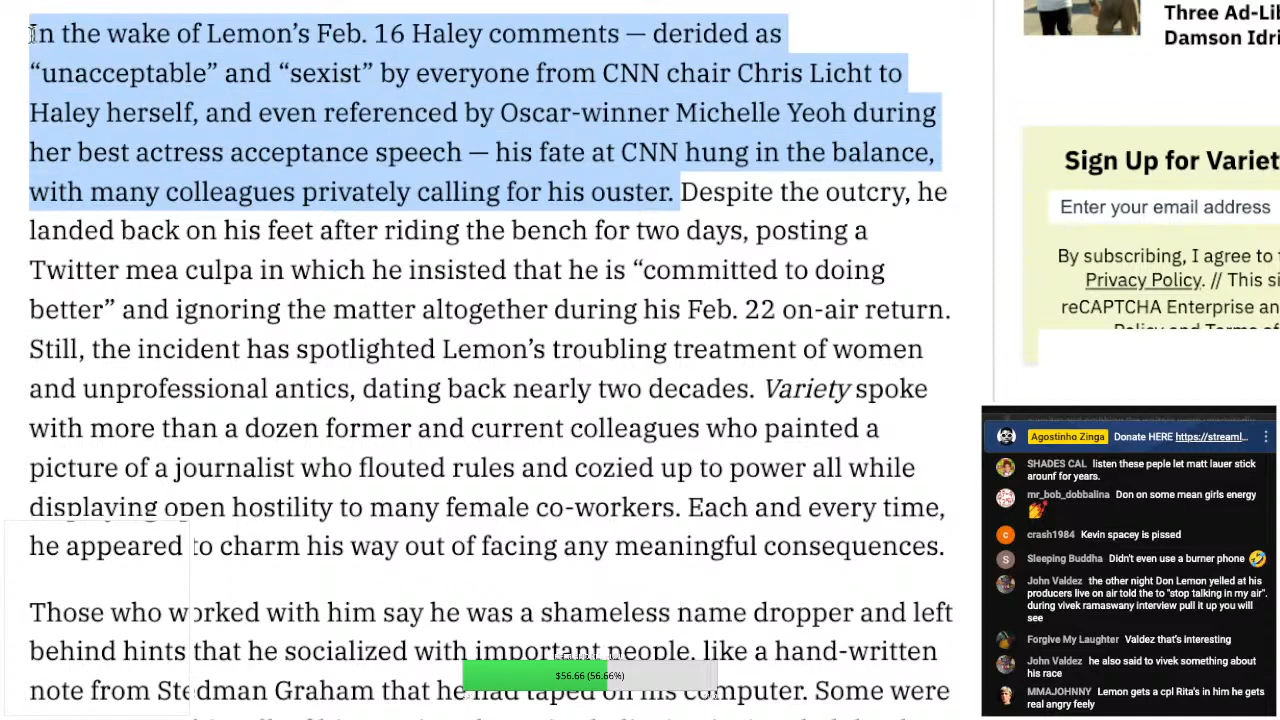 In the wake of Lemon’s Feb. 16 Haley comments — derided as
“unacceptable” and “sexist” by everyone from CNN chair Chris Licht to
Haley herself, and even referenced by Oscar-winner Michelle Yeoh during
her best actress acceptance speech — his fate at CNN hung in the balance,
with many colleagues privately calling for his ouster. Despite the outcry, he
landed back on his feet after riding the bench for two days, posting a
Twitter mea culpa in which he insisted that he is “committed to doing
better” and ignoring the matter altogether during his Feb. 22 on-air return.
Still, the incident has spotlighted Lemon’s troubling treatment of women
and unprofessional antics, dating back nearly two decades. Variety spoke
with more than a dozen former and current colleagues who painted a
picture of a journalist who flouted rules and cozied up to power all while
displaying open hostility to many female co-workers. Each and every time,
he appeared to charm his way out of facing any meaningful consequences.
Those who worked with him say he was a shameless name dropper and left
behind hints that he socialized with important people, like a hand-written
note from Stedman Graham that he had taped on his computer. Some were
$56.66 (56.66%)
Three Ad-Lib
Damson Idri
Sign Up for Variet
Enter your email address
By subscribing, I agree to
Privacy Policy. // This si
reCAPTCHA Enterprise an
Policy and Terms of
Agostinho Zinga Donate HERE https://streaml...
SHADES CAL listen these peple let matt lauer stick
arounf for years.
mr_bob_dobbalina Don on some mean girls energy
crash1984 Kevin spacey is pissed
Sleeping Buddha Didn't even use a burner phone
John Valdez the other night Don Lemon yelled at his
producers live on air told the to "stop talking in my air".
during vivek ramaswany interview pull it up you will
see
Forgive My Laughter Valdez that's interesting
John Valdez he also said to vivek something about
his race
MMAJOHNNY Lemon gets a cpl Rita's in him he gets
real angry feely